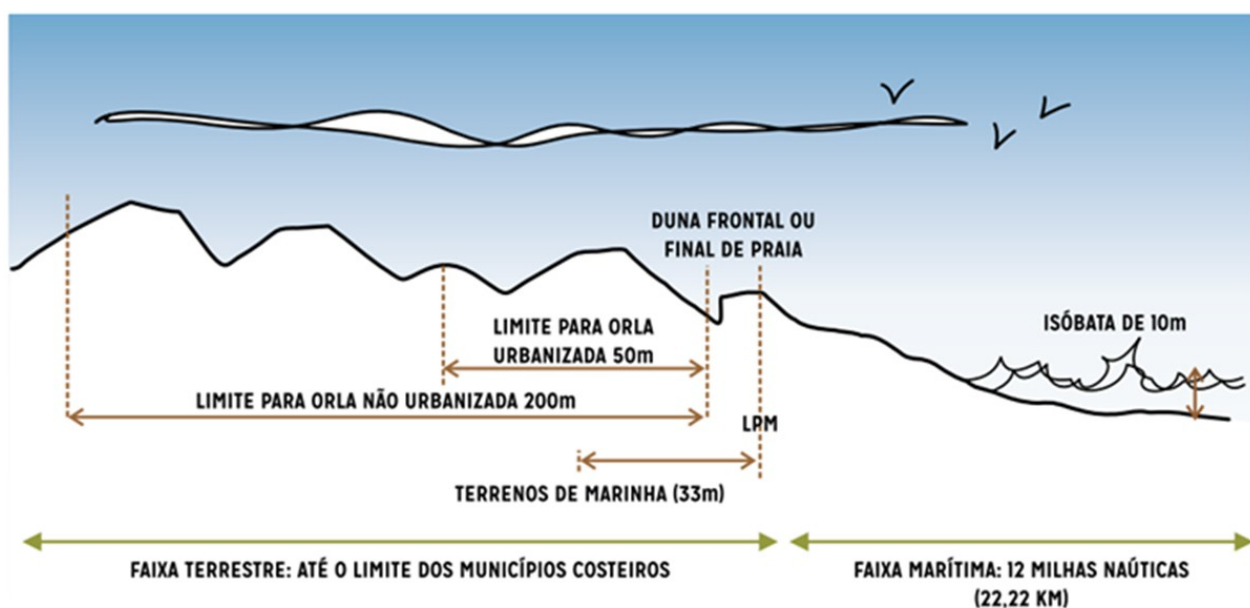 DUNA FRONTAL OU
FINAL DE PRAIA
ISÓBATA DE 10m
LIMITE PARA ORLA
URBANIZADA 50m
LIMITE PARA ORLA NÃO URBANIZADA 200m
LPM
TERRENOS DE MARINHA (33m)
FAIXA TERRESTRE: ATÉ O LIMITE DOS MUNICÍPIOS COSTEIROS
FAIXA MARÍTIMA: 12 MILHAS NAÚTICAS
(22,22 KM)